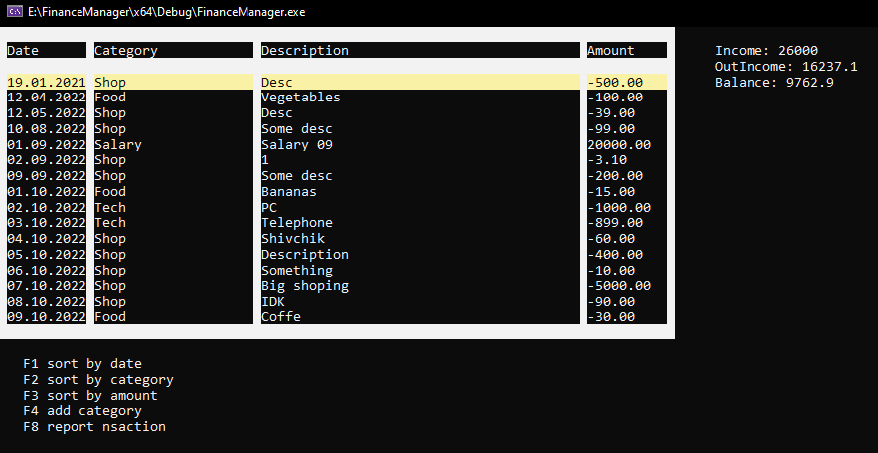 E:\FinanceManager\x64\Debug\FinanceManager.exe
Date Category Description Amount
19.01.2021 Shop Desc -500.00
12.04.2022 Food Vegetables -100.00
12.05.2022 Shop Desc -39.00
10.08.2022 Shop Some desc -99.00
01.09.2022 Salary Salary 09 20000.00
02.09.2022 Shop 1 -3.10
09.09.2022 Shop Some desc -200.00
01.10.2022 Food Bananas -15.00
02.10.2022 Tech PC -1000.00
03.10.2022 Tech Telephone -899.00
04.10.2022 Shop Shivchik -60.00
05.10.2022 Shop Description -400.00
06.10.2022 Shop Something -10.00
07.10.2022 Shop Big shoping -5000.00
08.10.2022 Shop IDK -90.00
09.10.2022 Food Coffe -30.00
Income: 26000
OutIncome: 16237.1
Balance: 9762.9
F1 sort by date
F2 sort by category
F3 sort by amount
F4 add category
F8 report nsaction